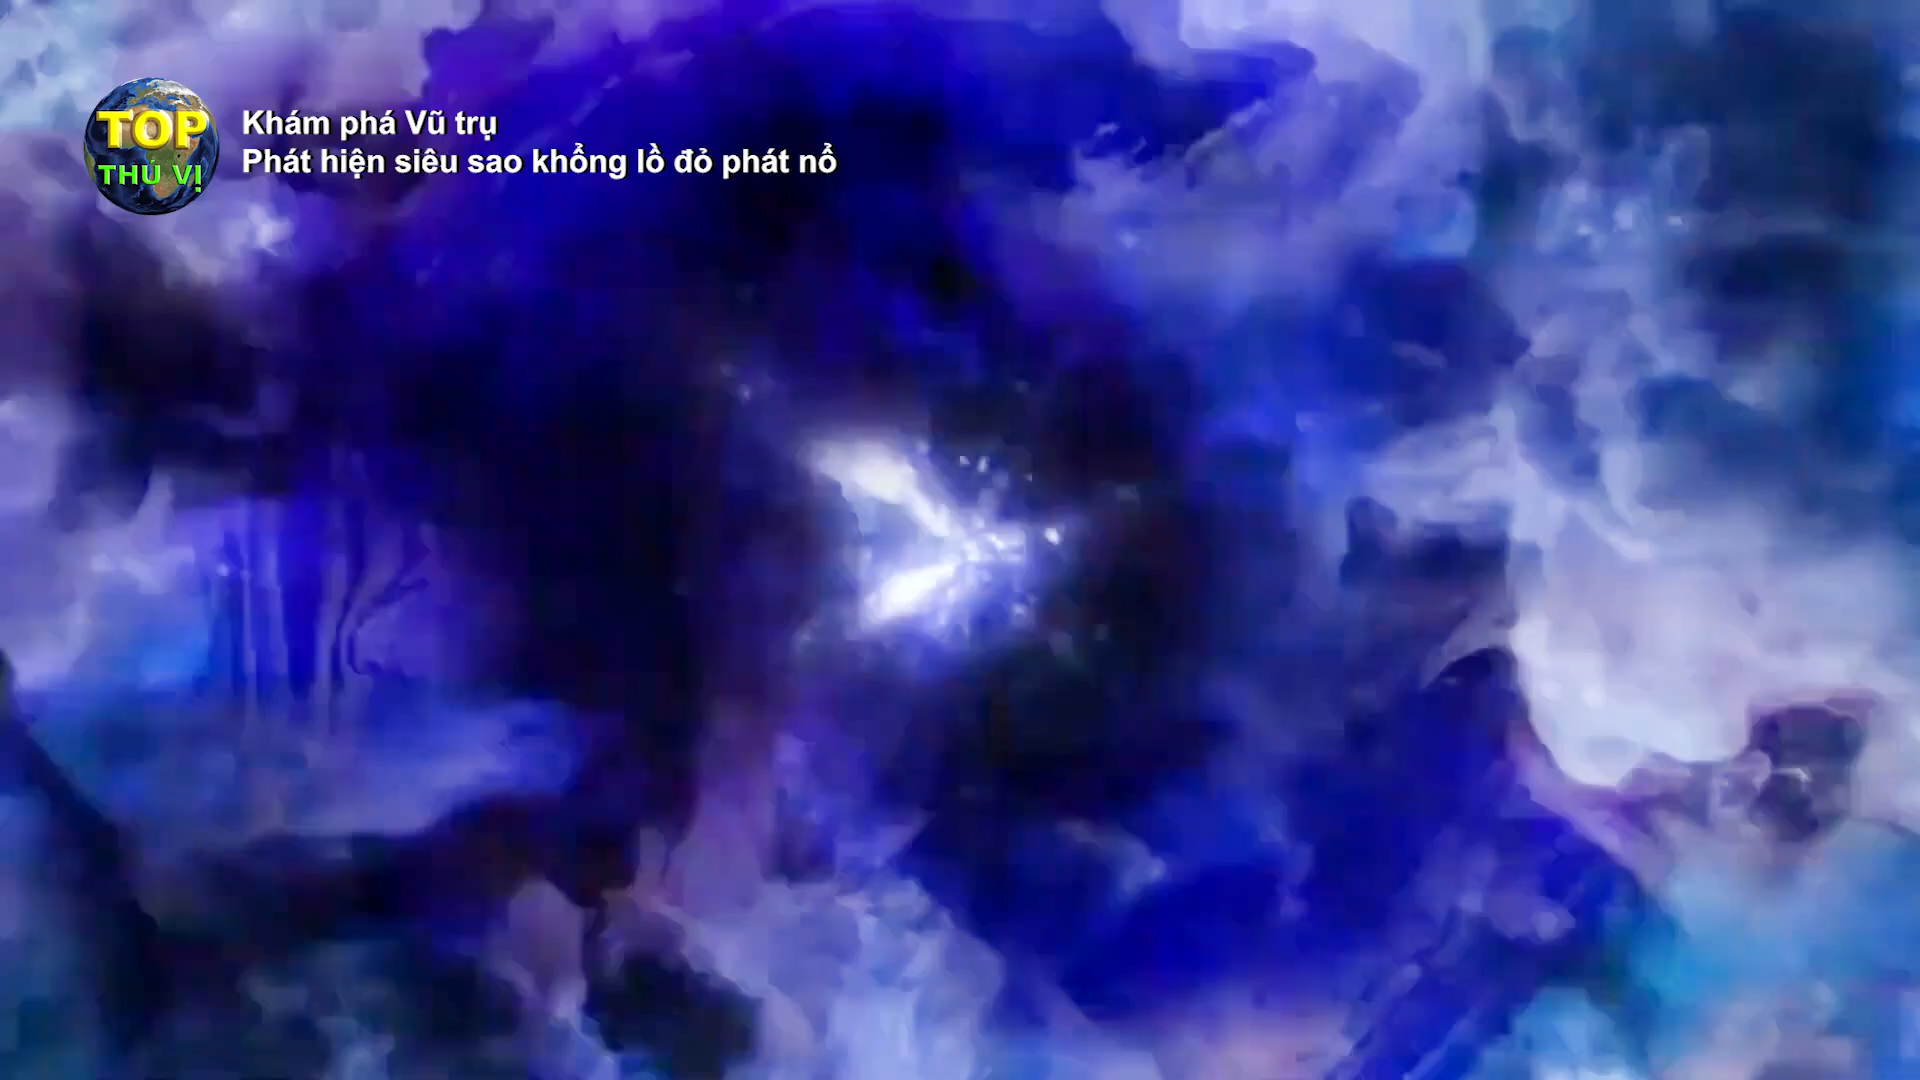 TOP
THÚ VỊ
Khám phá Vũ trụ
Phát hiện siêu sao khổng lồ đỏ phát nổ